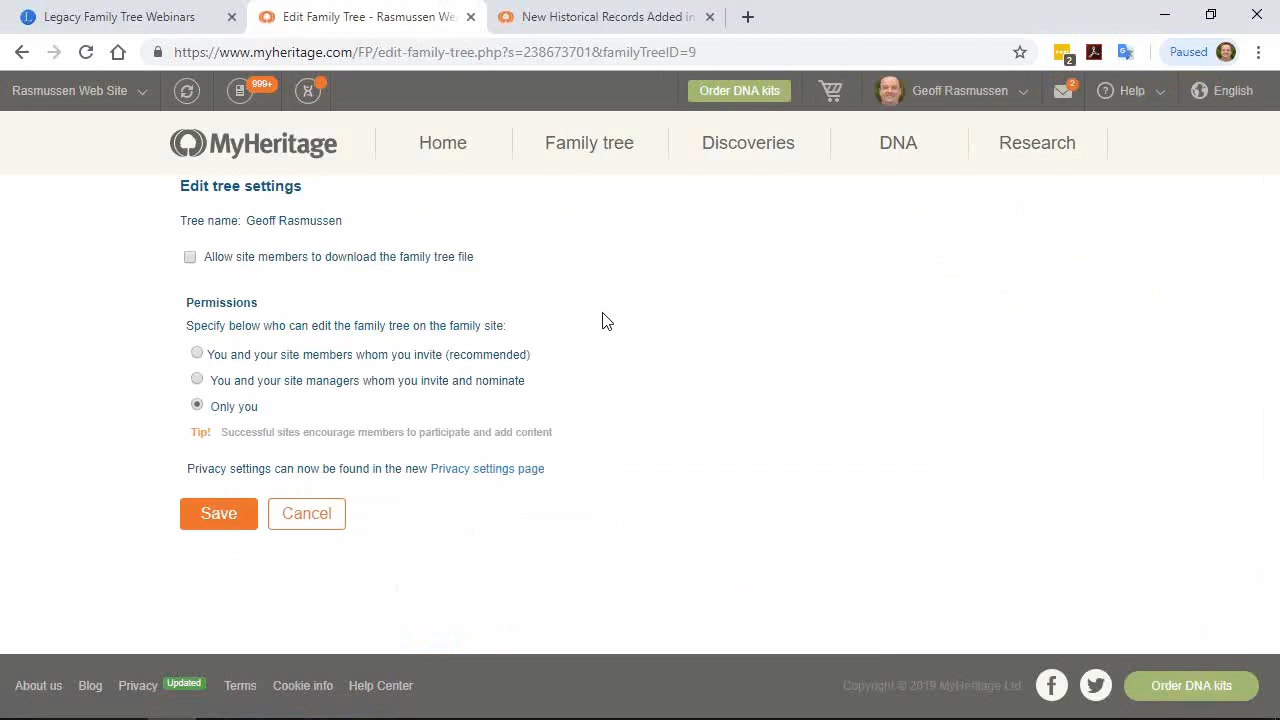 Legacy Family Tree Webinars
Edit Family Tree - Rasmussen We
New Historical Records Added in
https://www.myheritage.com/FP/edit-family-tree.php?s=238673701&familyTreeID=9
2
Paused
Rasmussen Web Site
999+
Order DNA kits
Geoff Rasmussen
2
Help
English
MyHeritage
Home
Family tree
Discoveries
DNA
Research
Edit tree settings
Tree name: Geoff Rasmussen
Allow site members to download the family tree file
Permissions
Specify below who can edit the family tree on the family site:
You and your site members whom you invite (recommended)
You and your site managers whom you invite and nominate
Only you
Tip! Successful sites encourage members to participate and add content
Privacy settings can now be found in the new Privacy settings page
Save
Cancel
About us
Blog
Privacy
Updated
Terms
Cookie info
Help Center
Copyright © 2019 MyHeritage Ltd.
Order DNA kits